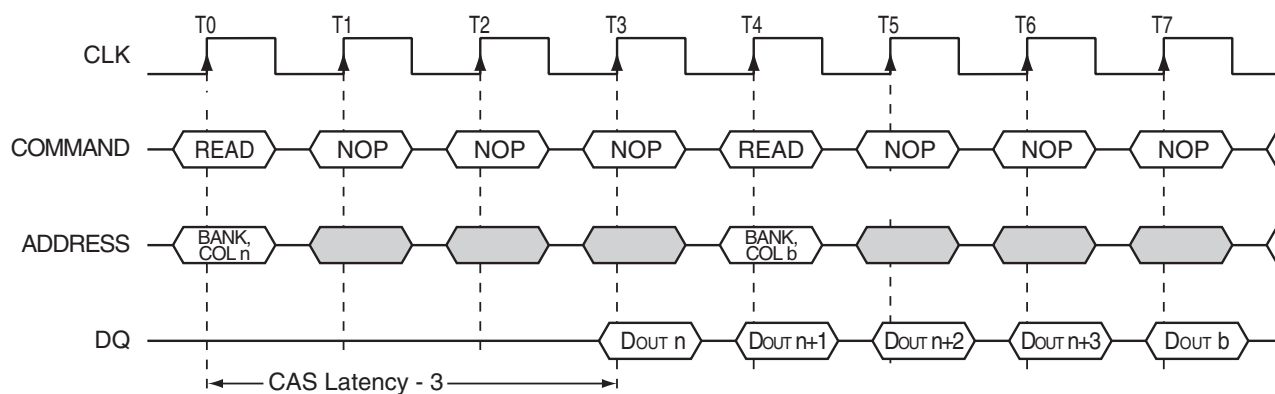 T0 T1 T2 T3 T4 T5 T6 T7
CLK
COMMAND READ NOP NOP NOP READ NOP NOP NOP
ADDRESS
BANK,
COL n
BANK,
COL b
DQ DOUT n DOUT n+1 DOUT n+2 DOUT n+3 DOUT b
CAS Latency - 3